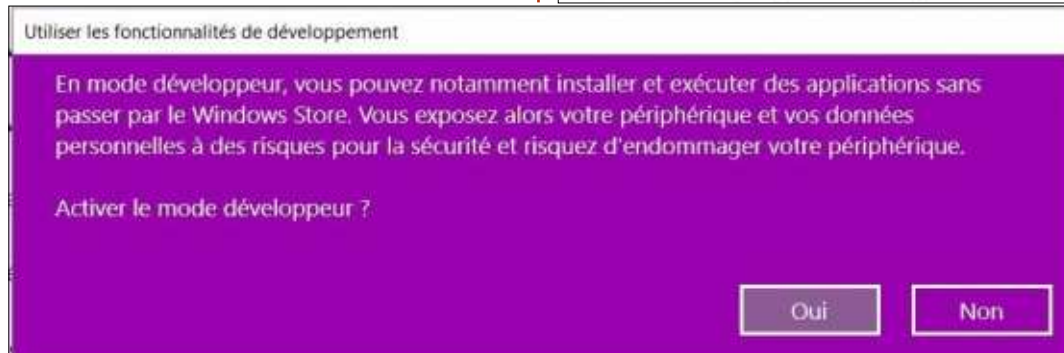 Utiliser les fonctionnalités de développement
En mode développeur, vous pouvez notamment installer et exécuter des applications sans
passer par le Windows Store. Vous exposez alors votre périphérique et vos données
personnelles à des risques pour la sécurité et risquez d'endommager votre périphérique.
Activer le mode développeur ?
Oui
Non